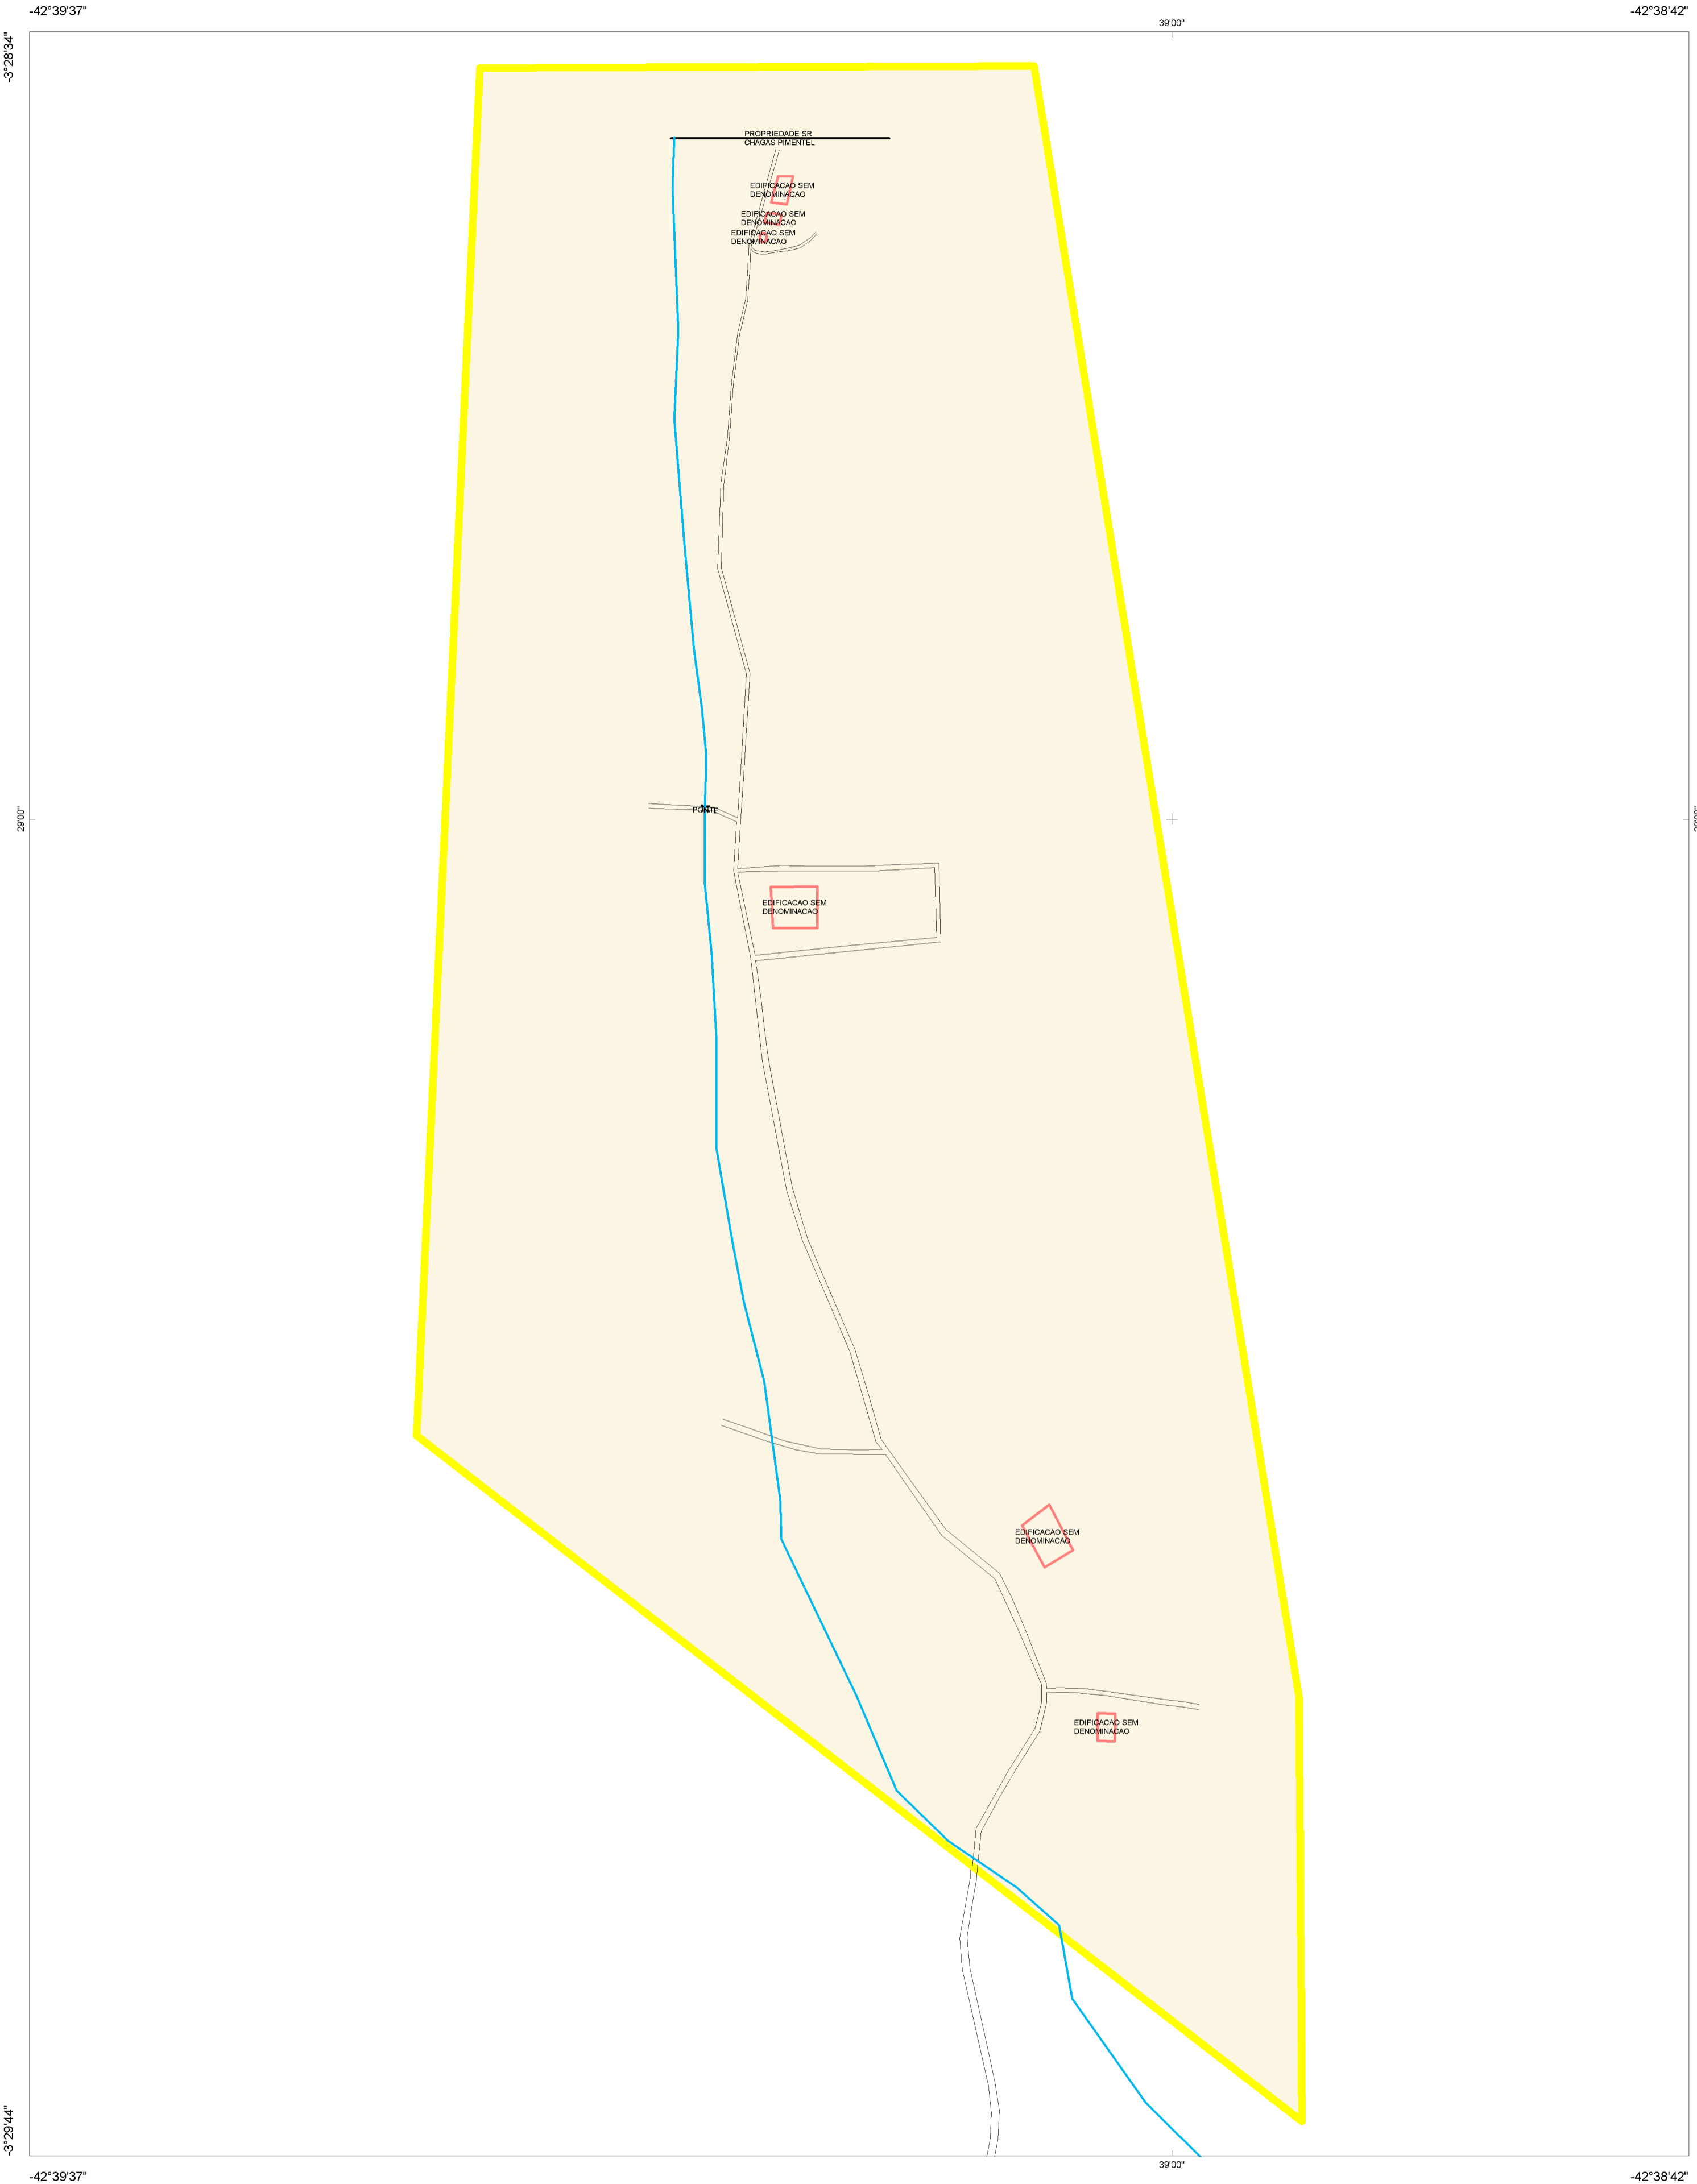 -42°39'37"
39'00"
-42°38'42"
-3°28'34"
PROPRIEDADE SR
CHAGAS PIMENTEL
EDIFICACAO SEM
DENOMINACAO
EDIFICACAO SEM
DENOMINACAO
EDIFICACAO SEM
DENOMINACAO
29'00"
PONTE
EDIFICACAO SEM
DENOMINACAO
EDIFICACAO SEM
DENOMINACAO
EDIFICACAO SEM
DENOMINACAO
-3°29'44"
-42°39'37"
39'00"
-42°38'42"